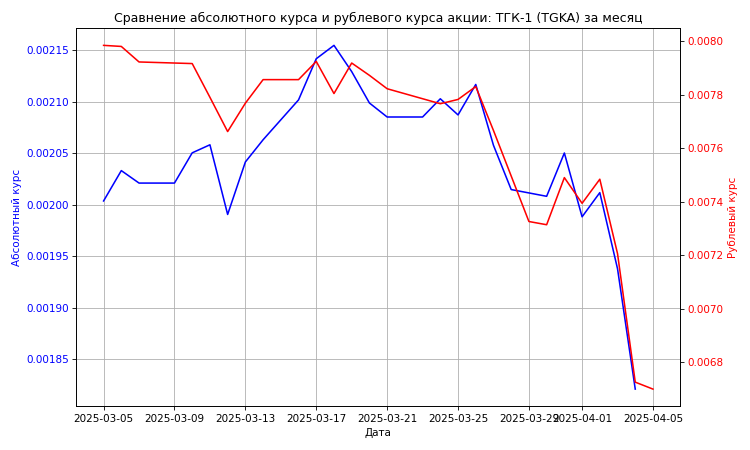 Сравнение абсолютного курса и рублевого курса акции: ТГК-1 (TGKA) за месяц
Абсолютный курс
0.00215
0.00210
0.00205
0.00200
0.00195
0.00190
0.00185
0.0080
0.0078
0.0076
0.0074
0.0072
0.0070
0.0068
Рублевый курс
2025-03-05 2025-03-09 2025-03-13 2025-03-17 2025-03-21 2025-03-25 2025-03-29 2025-04-01 2025-04-05
Дата